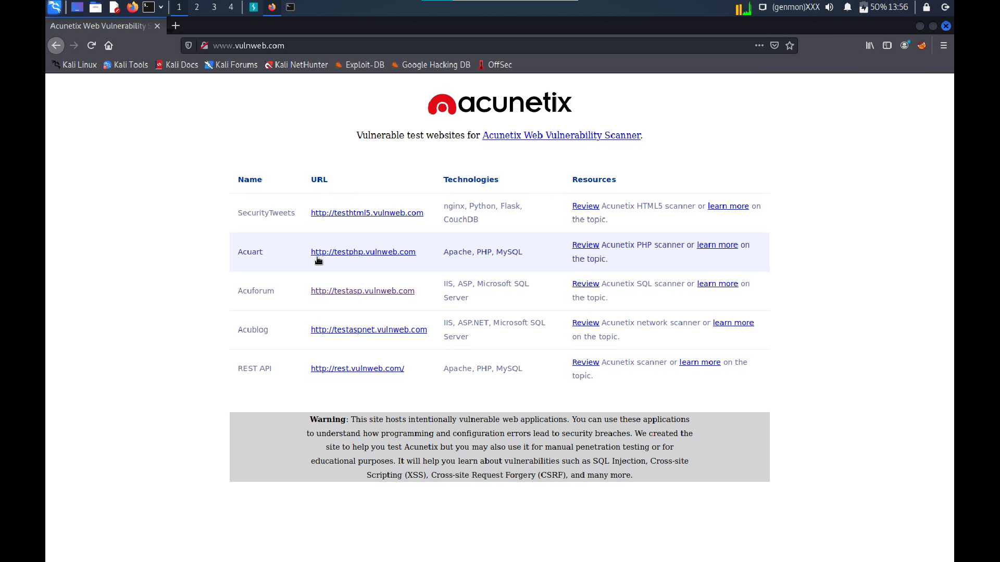 1 2 3 4 (genmon)XXX 50% 13:56
Acunetix Web Vulnerability S
www.vulnweb.com
Kali Linux Kali Tools Kali Docs Kali Forums Kali NetHunter Exploit-DB Google Hacking DB OffSec
acunetix
Vulnerable test websites for Acunetix Web Vulnerability Scanner.
Name URL Technologies Resources
SecurityTweets http://testhtml5.vulnweb.com nginx, Python, Flask, Review Acunetix HTML5 scanner or learn more on
CouchDB the topic.
Acuart http://testphp.vulnweb.com Apache, PHP, MySQL Review Acunetix PHP scanner or learn more on
the topic.
Acuforum http://testasp.vulnweb.com IIS, ASP, Microsoft SQL Review Acunetix SQL scanner or learn more on
Server the topic.
Acublog http://testaspnet.vulnweb.com IIS, ASP.NET, Microsoft SQL Review Acunetix network scanner or learn more
Server on the topic.
REST API http://rest.vulnweb.com/ Apache, PHP, MySQL Review Acunetix scanner or learn more on the
topic.
Warning: This site hosts intentionally vulnerable web applications. You can use these applications
to understand how programming and configuration errors lead to security breaches. We created the
site to help you test Acunetix but you may also use it for manual penetration testing or for
educational purposes. It will help you learn about vulnerabilities such as SQL Injection, Cross-site
Scripting (XSS), Cross-site Request Forgery (CSRF), and many more.